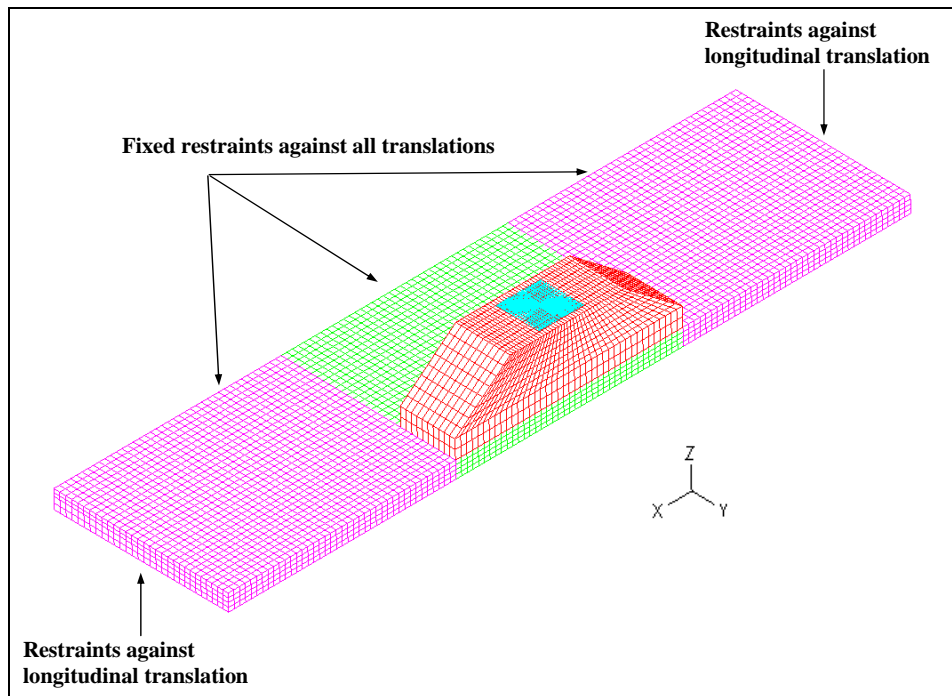 Restraints against
longitudinal translation
Fixed restraints against all translations
Z
X
Y
Restraints against
longitudinal translation